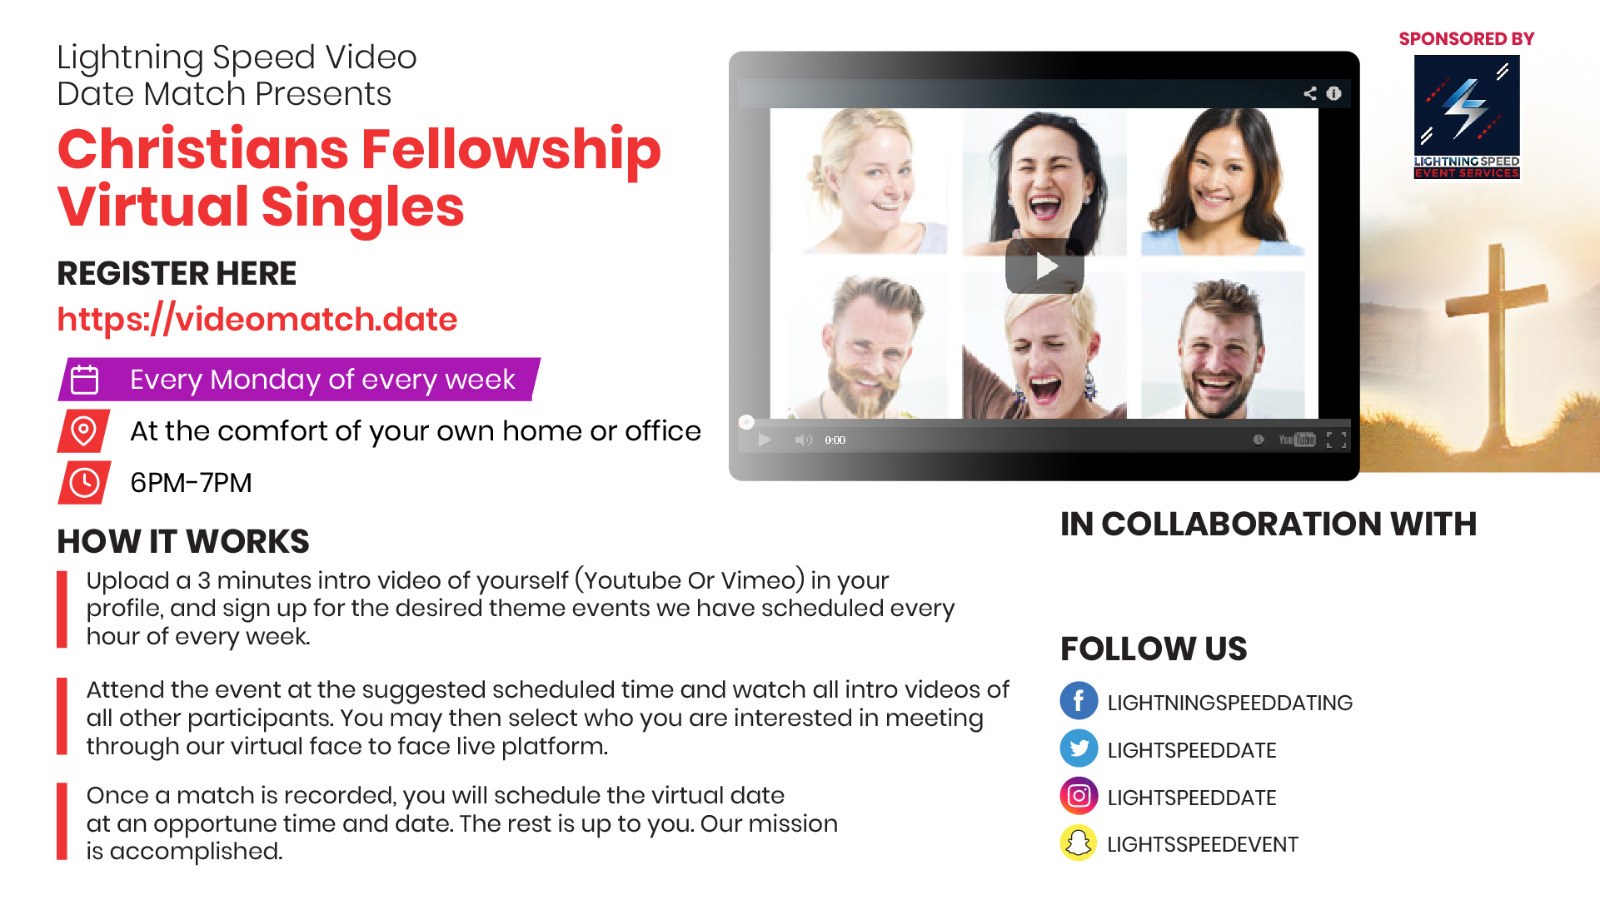 Lightning Speed Video
Date Match Presents
Christians Fellowship
Virtual Singles
REGISTER HERE
https://videomatch.date
Every Monday of every week
At the comfort of your own home or office
6PM-7PM
HOW IT WORKS
Upload a 3 minutes intro video of yourself (Youtube Or Vimeo) in your
profile, and sign up for the desired theme events we have scheduled every
hour of every week.
Attend the event at the suggested scheduled time and watch all intro videos of
all other participants. You may then select who you are interested in meeting
through our virtual face to face live platform.
Once a match is recorded, you will schedule the virtual date
at an opportune time and date. The rest is up to you. Our mission
is accomplished.
0:00
YouTube
SPONSORED BY
LIGHTNING SPEED
EVENT SERVICES
IN COLLABORATION WITH
FOLLOW US
LIGHTNINGSPEEDDATING
LIGHTSPEEDDATE
LIGHTSPEEDDATE
LIGHTSSPEEDEVENT